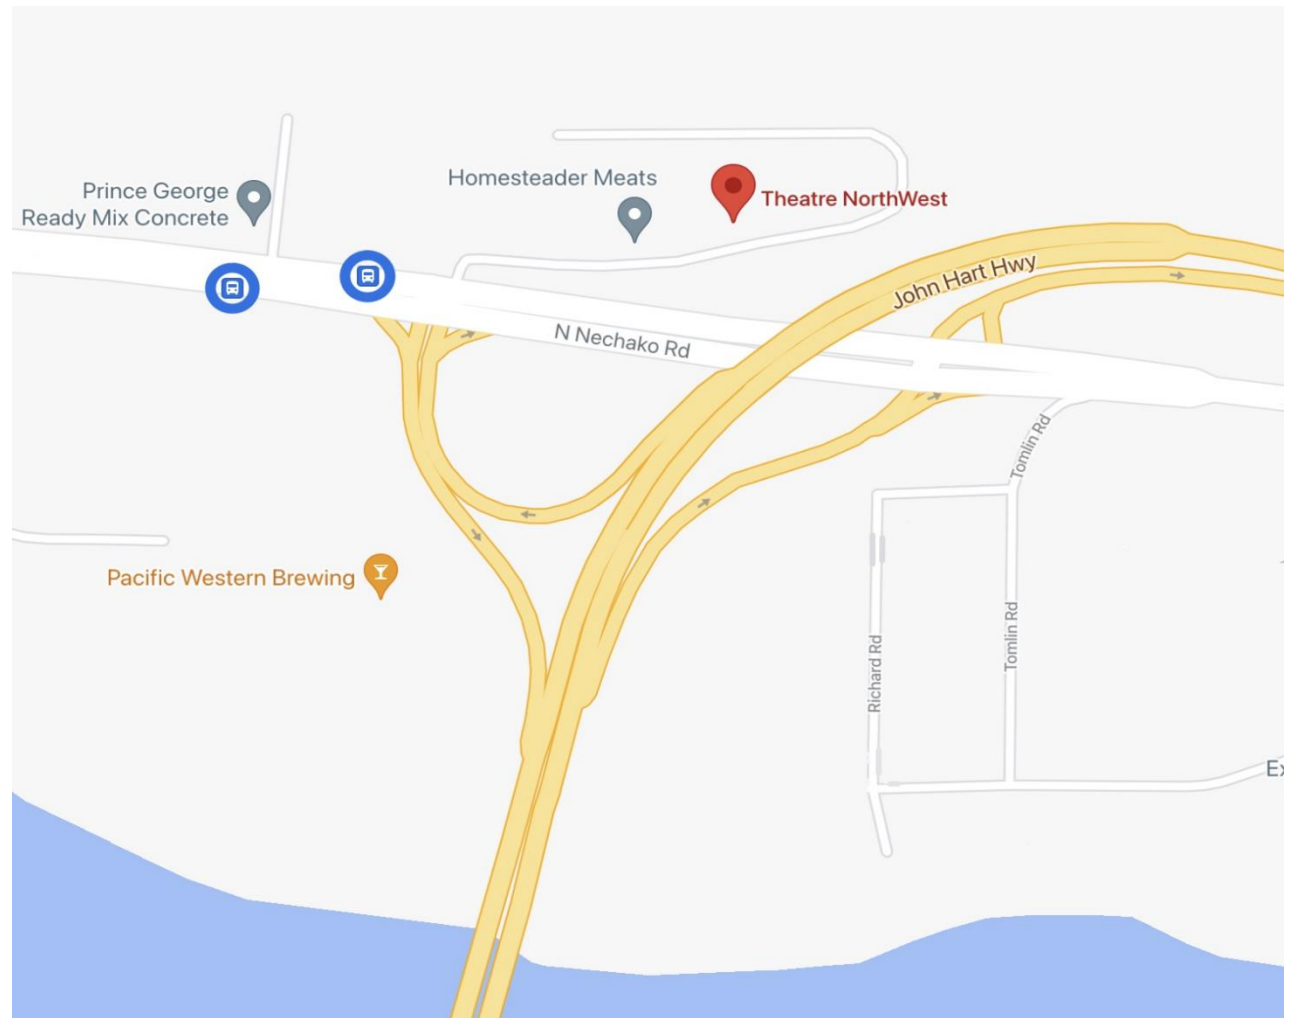 Homesteader Meats
Prince George
Ready Mix Concrete
Theatre NorthWest
John Hart Hwy
N Nechako Rd
Tomlin Rd
Pacific Western Brewing
Richard Rd
Tomlin Rd
Ex